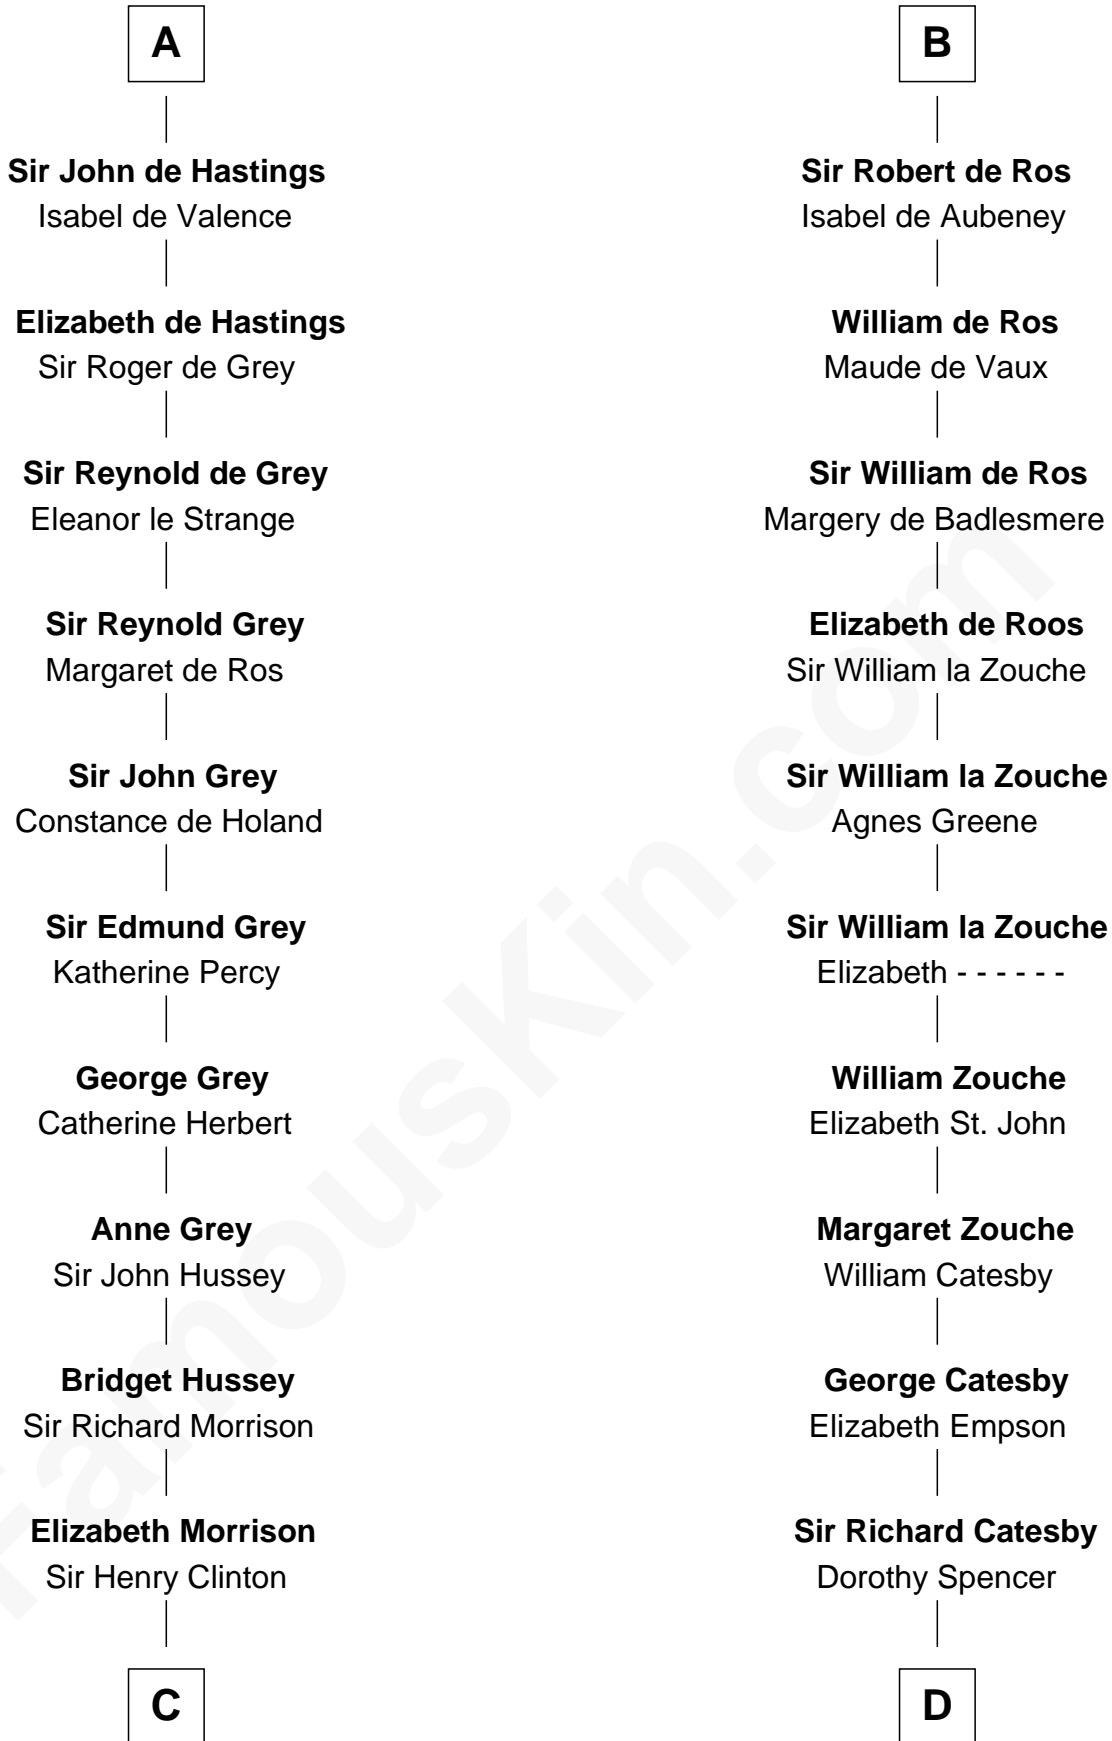 A
Sir John de Hastings
Isabel de Valence
Elizabeth de Hastings
Sir Roger de Grey
Sir Reynold de Grey
Eleanor le Strange
Sir Reynold Grey
Margaret de Ros
Sir John Grey
Constance de Holand
Sir Edmund Grey
Katherine Percy
George Grey
Catherine Herbert
Anne Grey
Sir John Hussey
Bridget Hussey
Sir Richard Morrison
Elizabeth Morrison
Sir Henry Clinton
C
B
Sir Robert de Ros
Isabel de Aubeney
William de Ros
Maude de Vaux
Sir William de Ros
Margery de Badlesmere
Elizabeth de Roos
Sir William la Zouche
Sir William la Zouche
Agnes Greene
Sir William la Zouche
Elizabeth - - - - - -
William Zouche
Elizabeth St. John
Margaret Zouche
William Catesby
George Catesby
Elizabeth Empson
Sir Richard Catesby
Dorothy Spencer
D
FamousKin.com